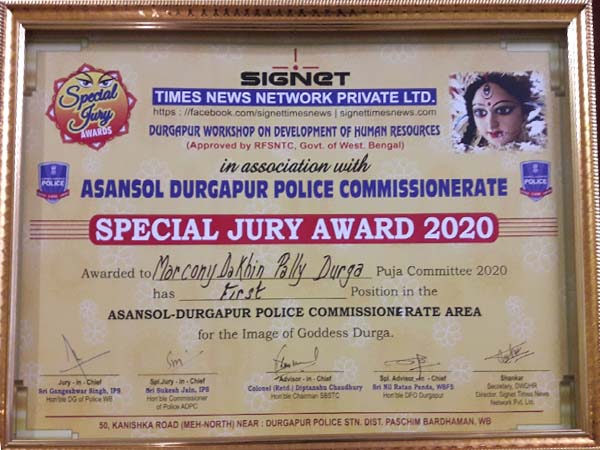 Special
Jury
AWARDS
SIGNET
TIMES NEWS NETWORK PRIVATE LTD.
https : //facebook.com/signettimesnews | signettimesnews.com
DURGAPUR WORKSHOP ON DEVELOPMENT OF HUMAN RESOURCES
(Approved by RFSNTC, Govt. of West. Bengal)
in association with
POLICE
ASANSOL DURGAPUR POLICE COMMISSIONERATE
POLICE
SPECIAL JURY AWARD 2020
Awarded to Marcony Dakhin Pally Durga Puja Committee 2020
has First Position in the
ASANSOL-DURGAPUR POLICE COMMISSIONERATE AREA
for the Image of Goddess Durga.
Jury - in - Chief
Sri Gangeshwar Singh, IPS
Hon'ble DG of Police WB
Spl.Jury - in - Chief
Sri Sukesh Jain, IPS
Hon'ble Commissioner
of Police ADPC
Advisor - in - Chief
Colonel (Retd.) Diptanshu Chaudhury
Hon'ble Chairman SBSTC
Spl. Advisor - in - Chief
Sri Nil Ratan Panda, WBFS
Hon'ble DFO Durgapur
Shankar
Secretary, DWDHR
Director, Signet Times News
Network Pvt. Ltd.
50, KANISHKA ROAD (MEH-NORTH) NEAR : DURGAPUR POLICE STN. DIST. PASCHIM BARDHAMAN, WB